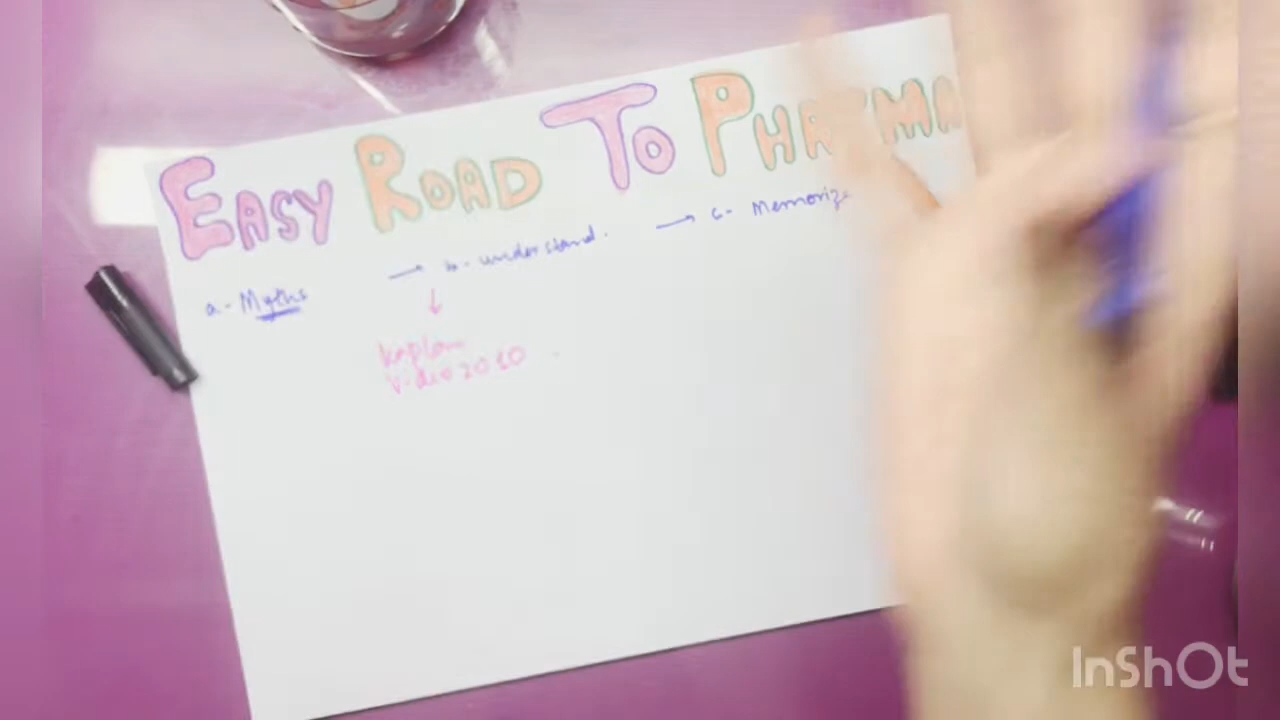 EASY ROAD TO PHARMA
a - Myths → b - understand. → c - Memorize
↓
kaplan
Video 2010
InShOt